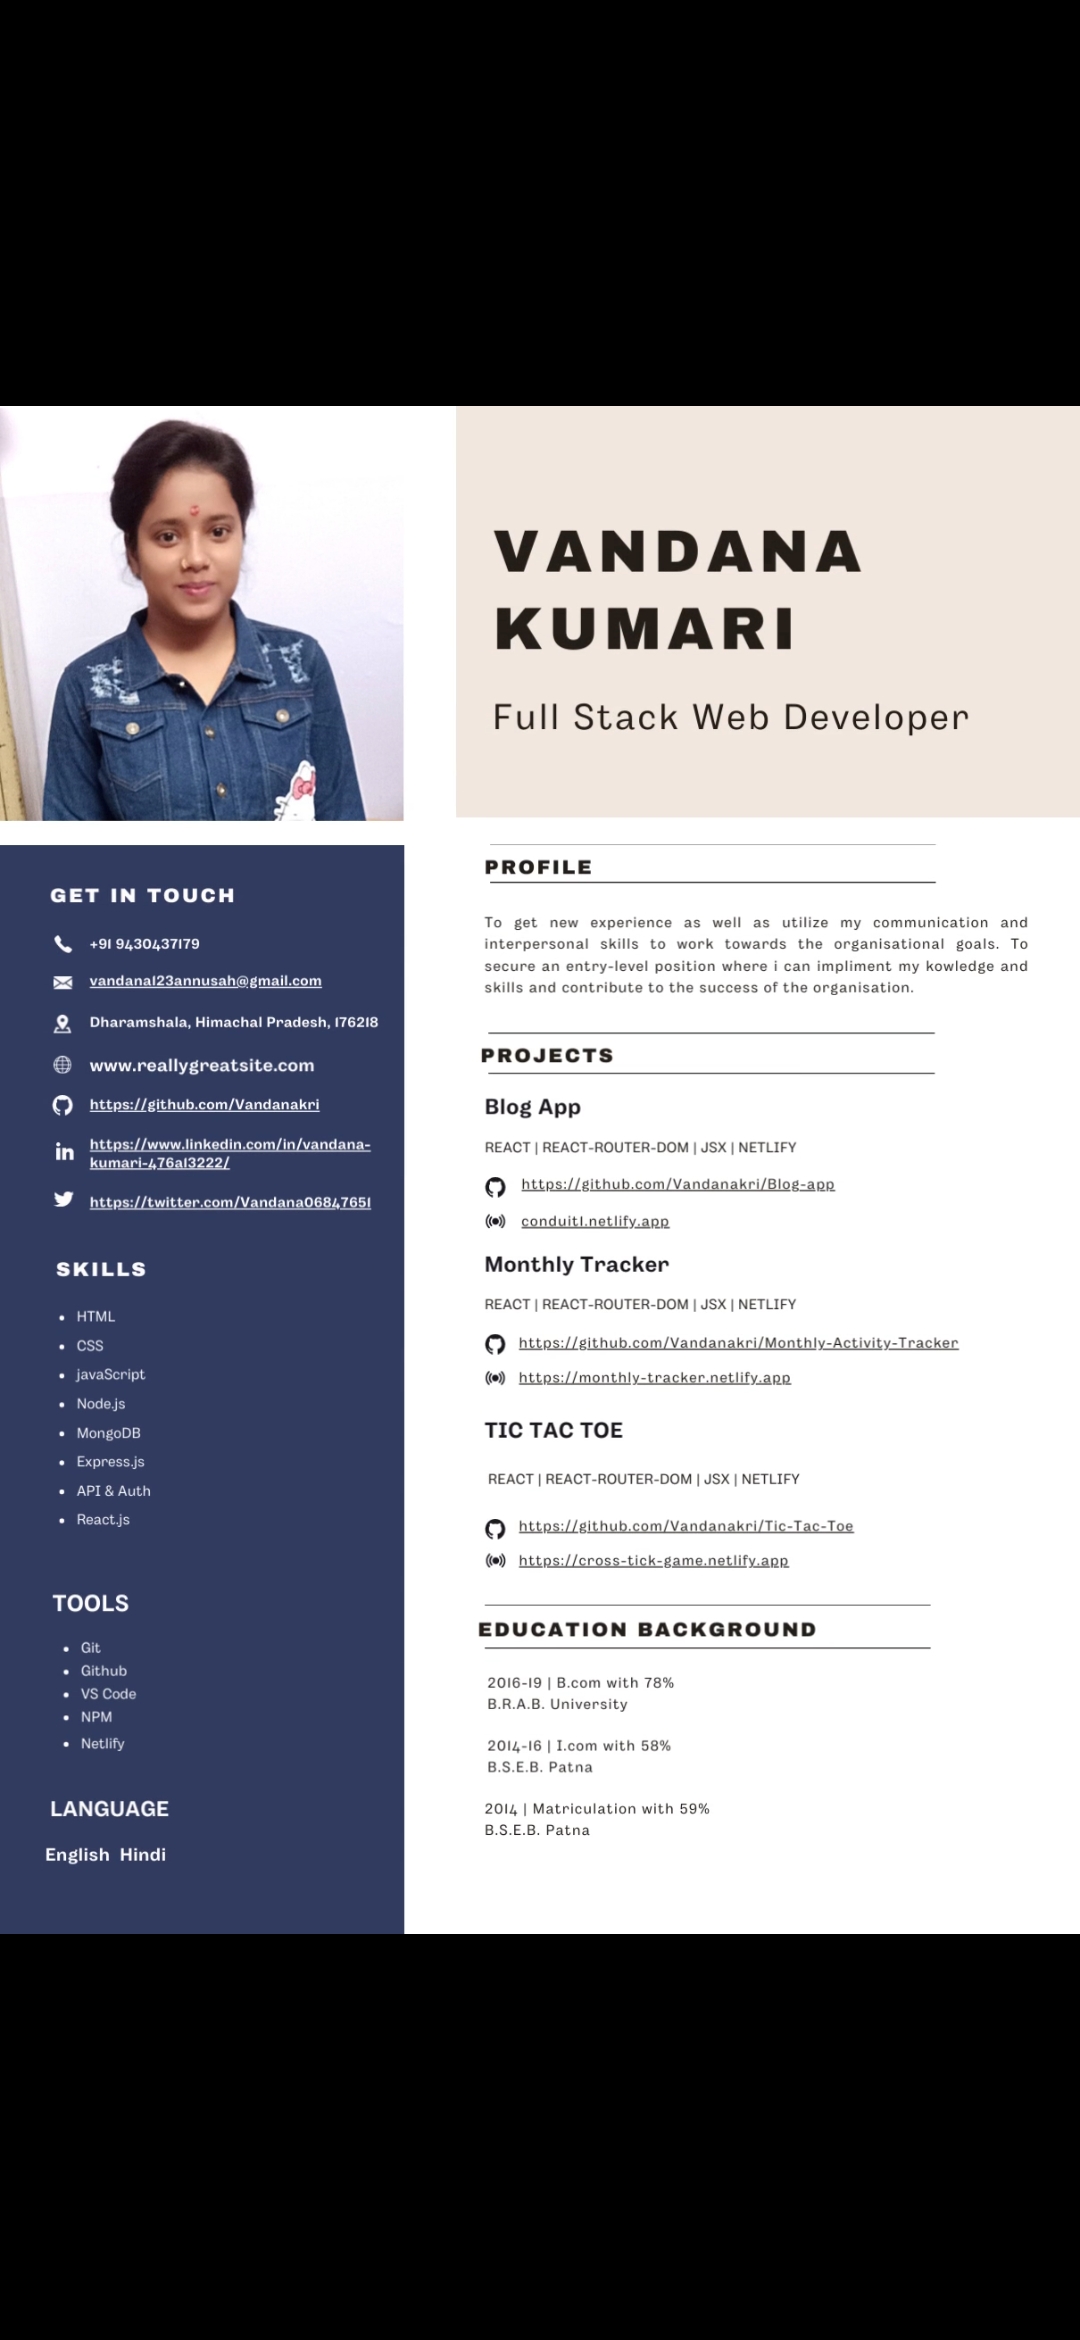 VANDANA
KUMARI
Full Stack Web Developer
GET IN TOUCH
+91 9430437179
vandana123annusah@gmail.com
Dharamshala, Himachal Pradesh, 176218
www.reallygreatsite.com
https://github.com/Vandanakri
https://www.linkedin.com/in/vandana-
kumari-476a13222/
https://twitter.com/Vandana06847651
SKILLS
• HTML
• CSS
• javaScript
• Node.js
• MongoDB
• Express.js
• API & Auth
• React.js
TOOLS
• Git
• Github
• VS Code
• NPM
• Netlify
LANGUAGE
English Hindi
PROFILE
To get new experience as well as utilize my communication and
interpersonal skills to work towards the organisational goals. To
secure an entry-level position where i can impliment my kowledge and
skills and contribute to the success of the organisation.
PROJECTS
Blog App
REACT | REACT-ROUTER-DOM | JSX | NETLIFY
https://github.com/Vandanakri/Blog-app
conduit1.netlify.app
Monthly Tracker
REACT | REACT-ROUTER-DOM | JSX | NETLIFY
https://github.com/Vandanakri/Monthly-Activity-Tracker
https://monthly-tracker.netlify.app
TIC TAC TOE
REACT | REACT-ROUTER-DOM | JSX | NETLIFY
https://github.com/Vandanakri/Tic-Tac-Toe
https://cross-tick-game.netlify.app
EDUCATION BACKGROUND
2016-19 | B.com with 78%
B.R.A.B. University
2014-16 | I.com with 58%
B.S.E.B. Patna
2014 | Matriculation with 59%
B.S.E.B. Patna